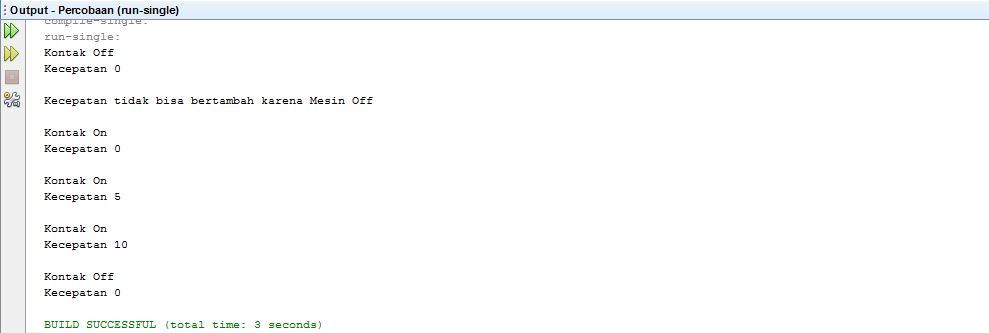 Output - Percobaan (run-single)
compile-single:
run-single:
Kontak Off
Kecepatan 0
Kecepatan tidak bisa bertambah karena Mesin Off
Kontak On
Kecepatan 0
Kontak On
Kecepatan 5
Kontak On
Kecepatan 10
Kontak Off
Kecepatan 0
BUILD SUCCESSFUL (total time: 3 seconds)